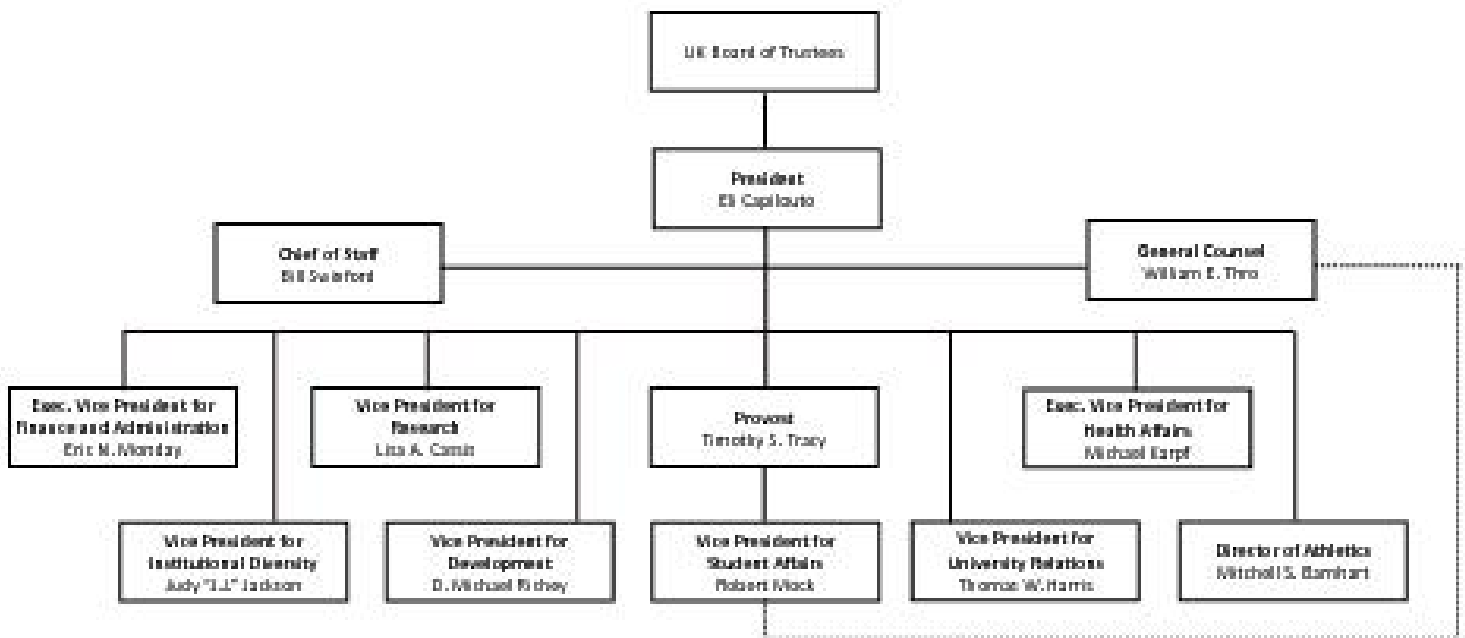 UK Board of Trustees
President
Eli Capilouto
Chief of Staff
Bill Swinford
General Counsel
William E. Thro
Exec. Vice President for
Finance and Administration
Eric N. Monday
Vice President for
Research
Lisa A. Cassis
Provost
Timothy S. Tracy
Exec. Vice President for
Health Affairs
Michael Karpf
Vice President for
Institutional Diversity
Judy "J.J." Jackson
Vice President for
Development
D. Michael Richey
Vice President for
Student Affairs
Robert Mock
Vice President for
University Relations
Thomas W. Harris
Director of Athletics
Mitchell S. Barnhart